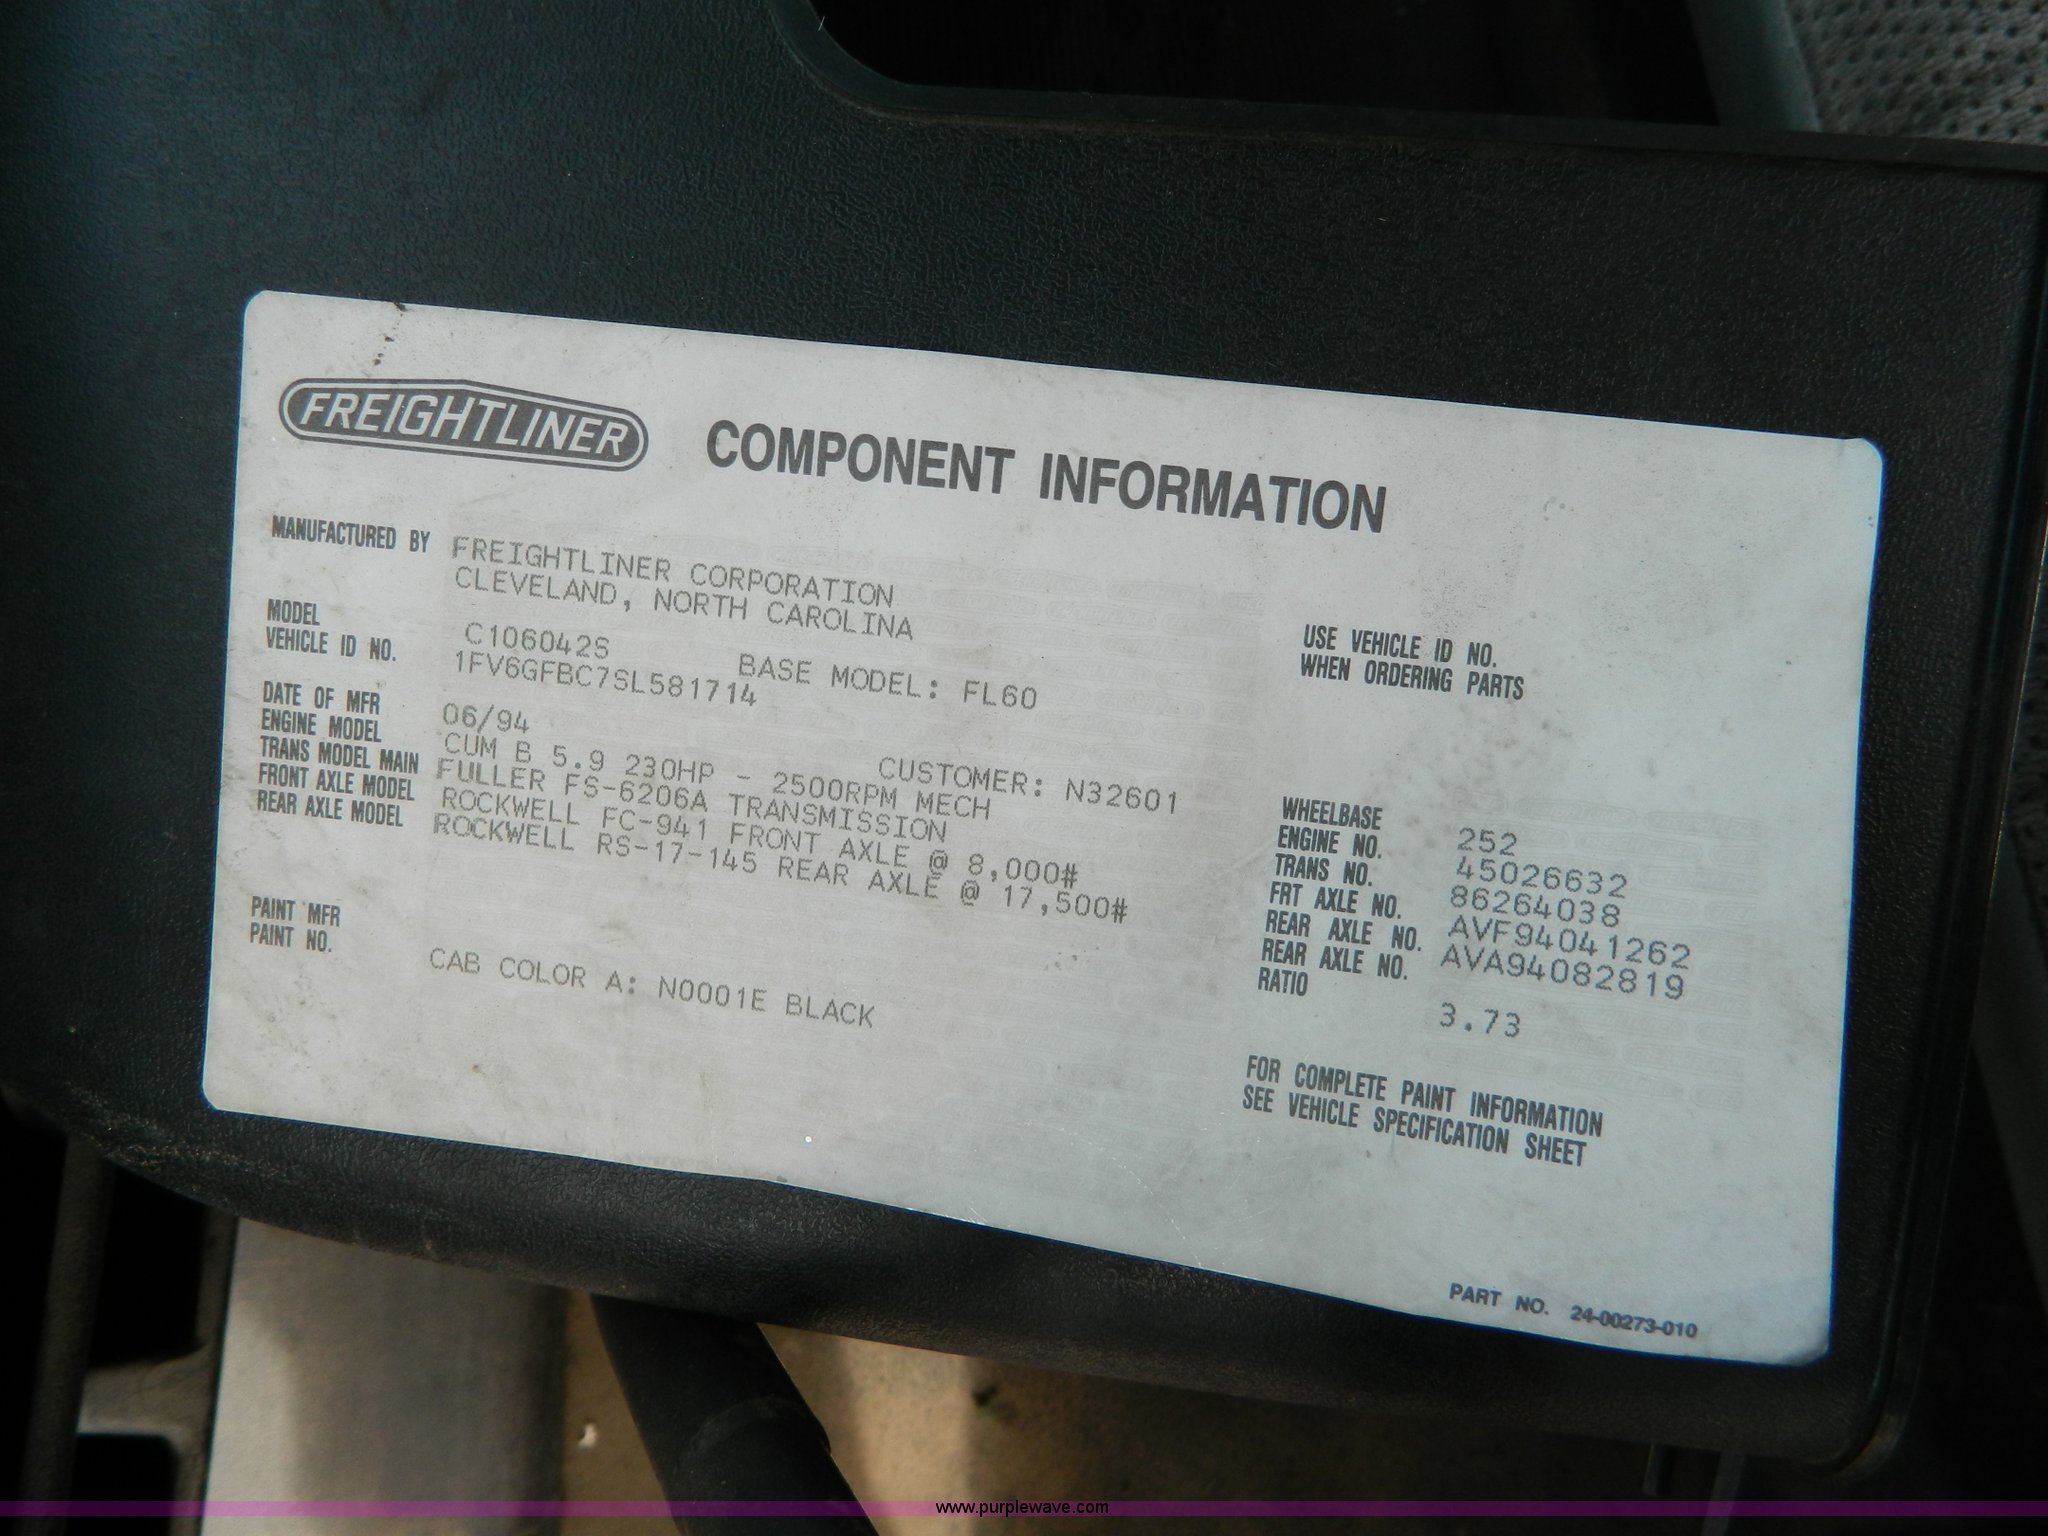 FREIGHTLINER
COMPONENT INFORMATION
MANUFACTURED BY FREIGHTLINER CORPORATION
CLEVELAND, NORTH CAROLINA
MODEL C106042S BASE MODEL: FL60
VEHICLE ID NO. 1FV6GFBC7SL581714
DATE OF MFR 06/94 CUSTOMER: N32601
ENGINE MODEL CUM B 5.9 230HP - 2500RPM MECH
TRANS MODEL MAIN FULLER FS-6206A TRANSMISSION
FRONT AXLE MODEL ROCKWELL FC-941 FRONT AXLE @ 8,000#
REAR AXLE MODEL ROCKWELL RS-17-145 REAR AXLE @ 17,500#
PAINT MFR
PAINT NO. CAB COLOR A: N0001E BLACK
USE VEHICLE ID NO.
WHEN ORDERING PARTS
WHEELBASE 252
ENGINE NO. 45026632
TRANS NO. 86264038
FRT AXLE NO. AVF94041262
REAR AXLE NO. AVA94082819
REAR AXLE NO.
RATIO 3.73
FOR COMPLETE PAINT INFORMATION
SEE VEHICLE SPECIFICATION SHEET
PART NO. 24-00273-010
www.purplewave.com